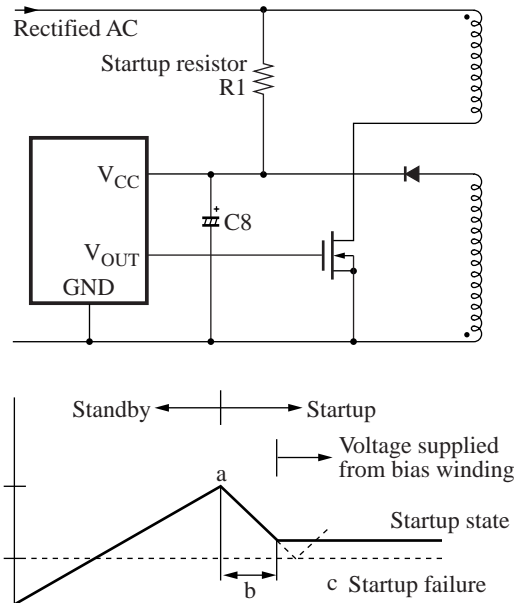 Rectified AC
Startup resistor
R1
VCC
C8
VOUT
GND
Standby
Startup
Voltage supplied
from bias winding
a
Startup state
b
c Startup failure